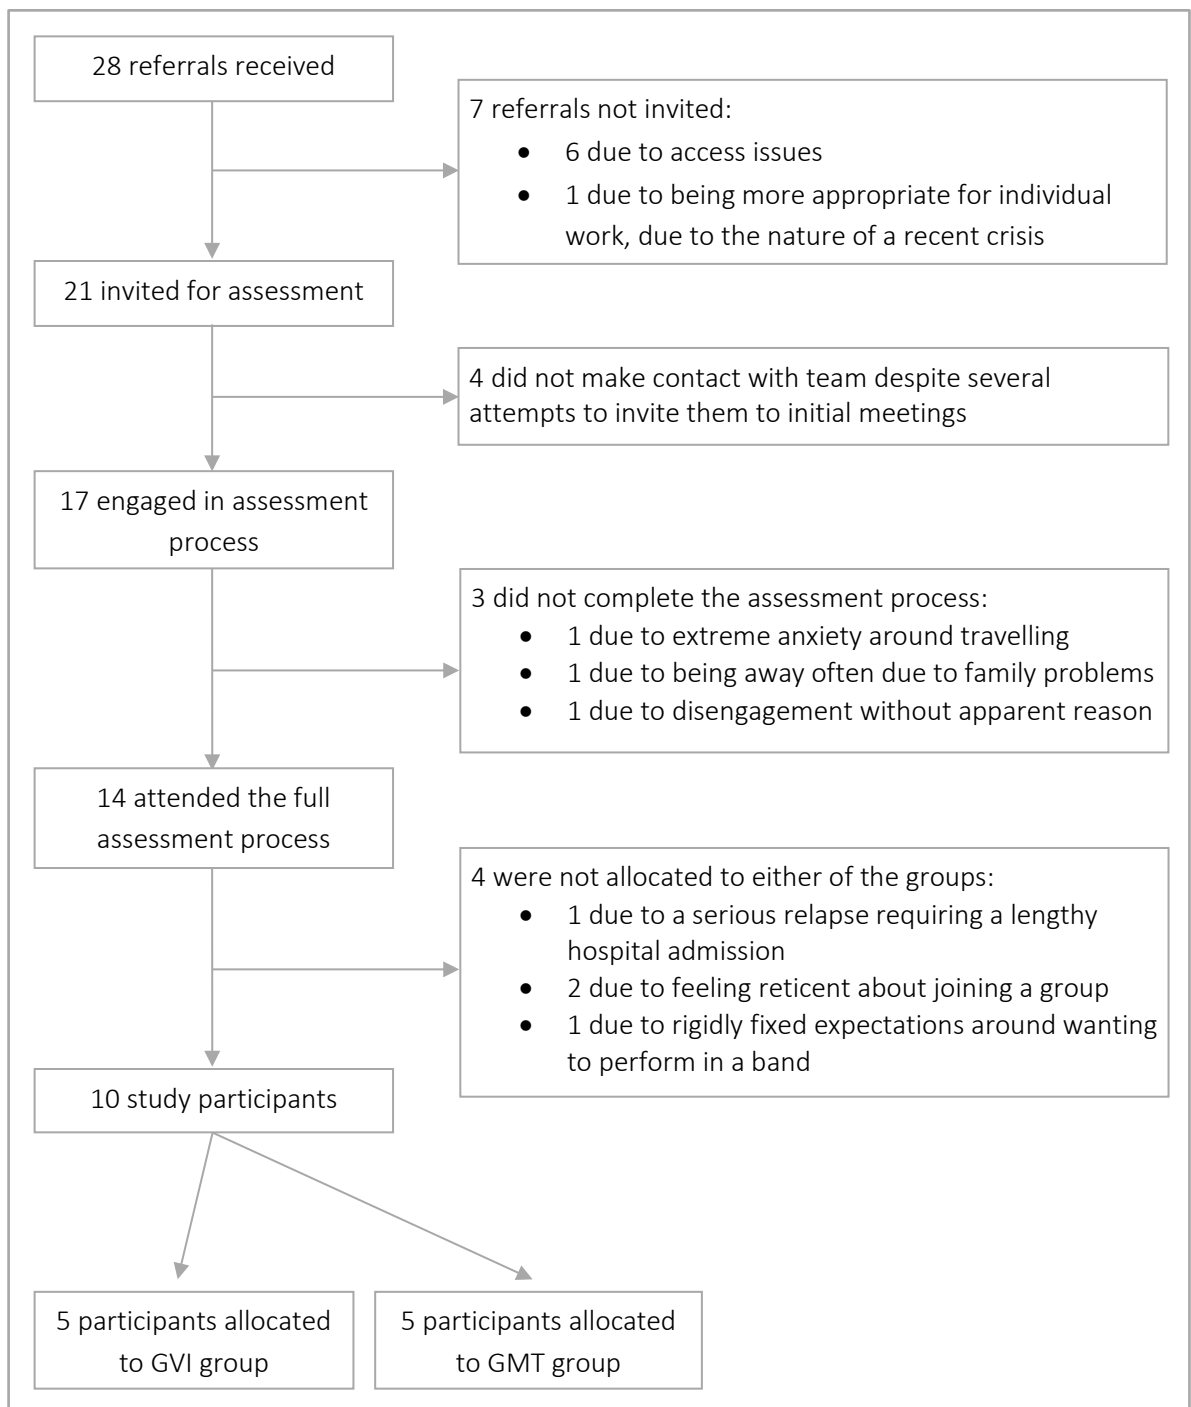 28 referrals received
7 referrals not invited:
• 6 due to access issues
• 1 due to being more appropriate for individual
work, due to the nature of a recent crisis
21 invited for assessment
4 did not make contact with team despite several
attempts to invite them to initial meetings
17 engaged in assessment
process
3 did not complete the assessment process:
• 1 due to extreme anxiety around travelling
• 1 due to being away often due to family problems
• 1 due to disengagement without apparent reason
14 attended the full
assessment process
4 were not allocated to either of the groups:
• 1 due to a serious relapse requiring a lengthy
hospital admission
• 2 due to feeling reticent about joining a group
• 1 due to rigidly fixed expectations around wanting
to perform in a band
10 study participants
5 participants allocated
to GVI group
5 participants allocated
to GMT group